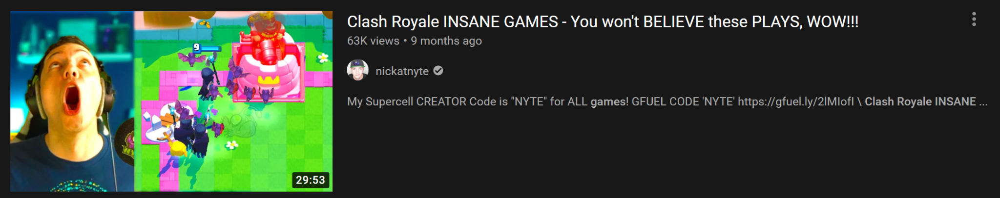 Clash Royale INSANE GAMES - You won't BELIEVE these PLAYS, WOW!!!
63K views • 9 months ago
nickatnyte
My Supercell CREATOR Code is "NYTE" for ALL games! GFUEL CODE 'NYTE' https://gfuel.ly/2lMIofI \ Clash Royale INSANE ...
9
29:53